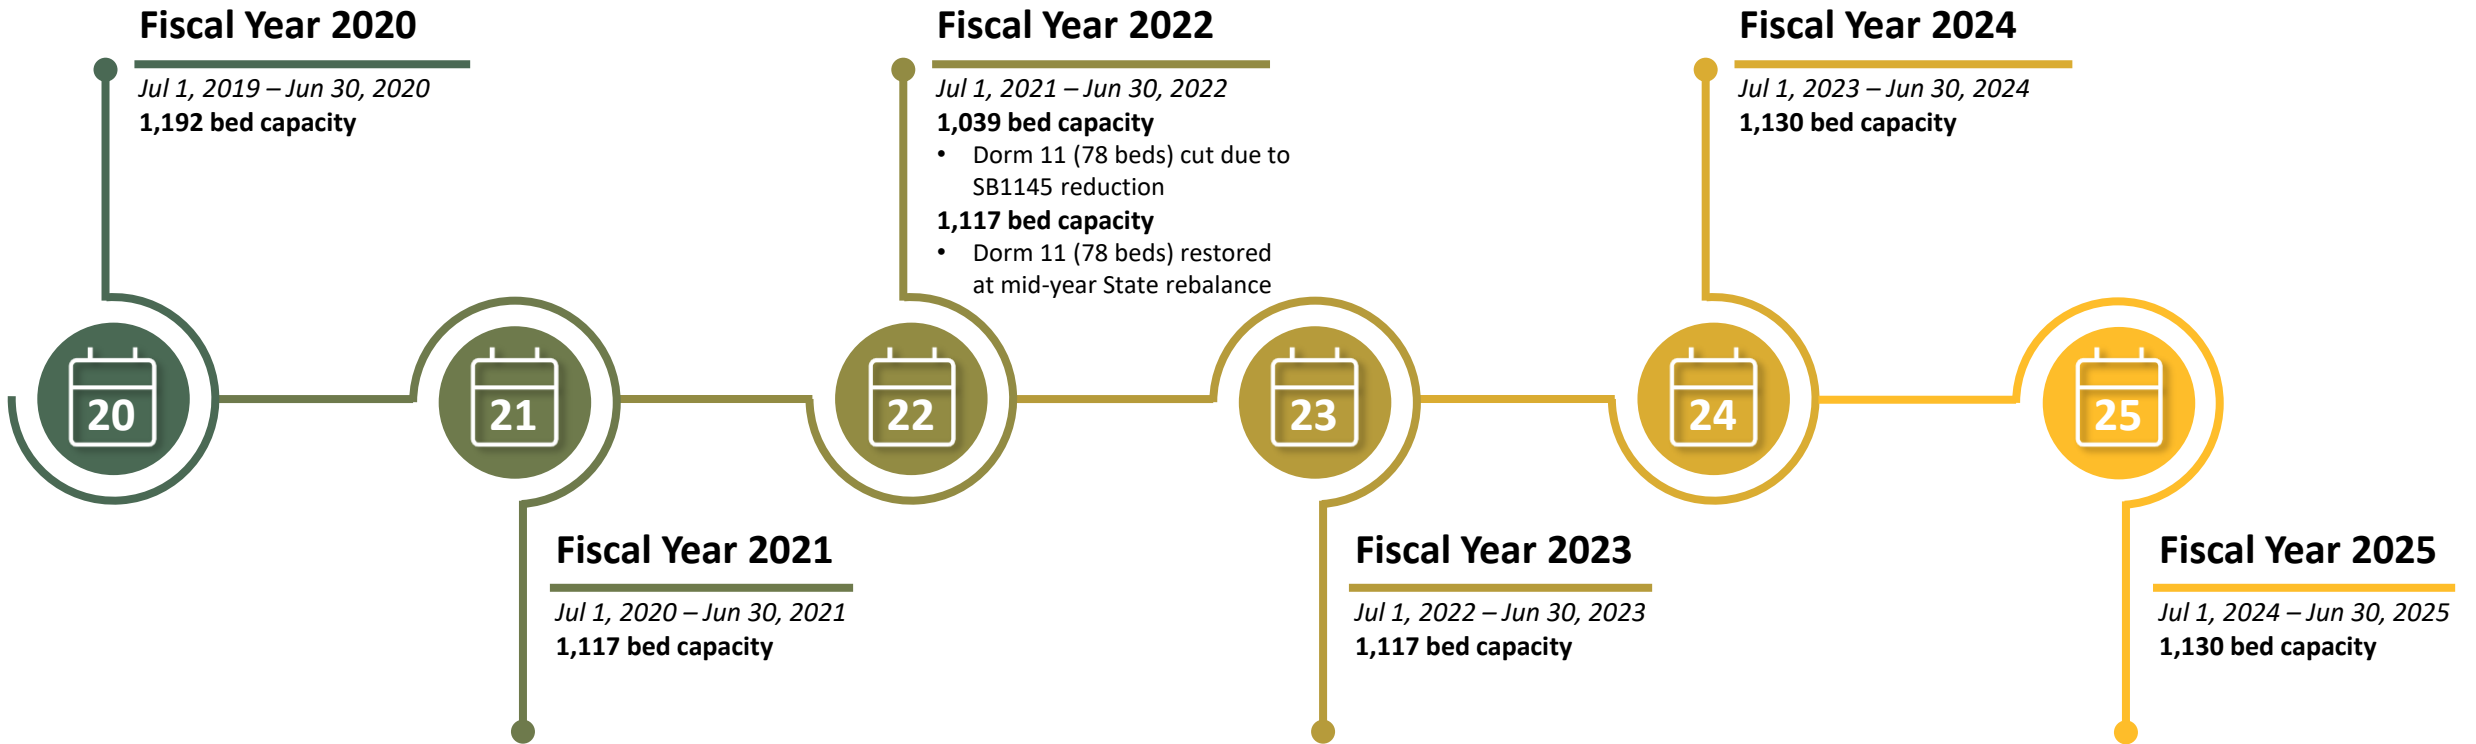 Fiscal Year 2020
Jul 1, 2019 – Jun 30, 2020
1,192 bed capacity
Fiscal Year 2022
Jul 1, 2021 – Jun 30, 2022
1,039 bed capacity
• Dorm 11 (78 beds) cut due to
SB1145 reduction
1,117 bed capacity
• Dorm 11 (78 beds) restored
at mid-year State rebalance
Fiscal Year 2024
Jul 1, 2023 – Jun 30, 2024
1,130 bed capacity
20
21
22
23
24
25
Fiscal Year 2021
Jul 1, 2020 – Jun 30, 2021
1,117 bed capacity
Fiscal Year 2023
Jul 1, 2022 – Jun 30, 2023
1,117 bed capacity
Fiscal Year 2025
Jul 1, 2024 – Jun 30, 2025
1,130 bed capacity